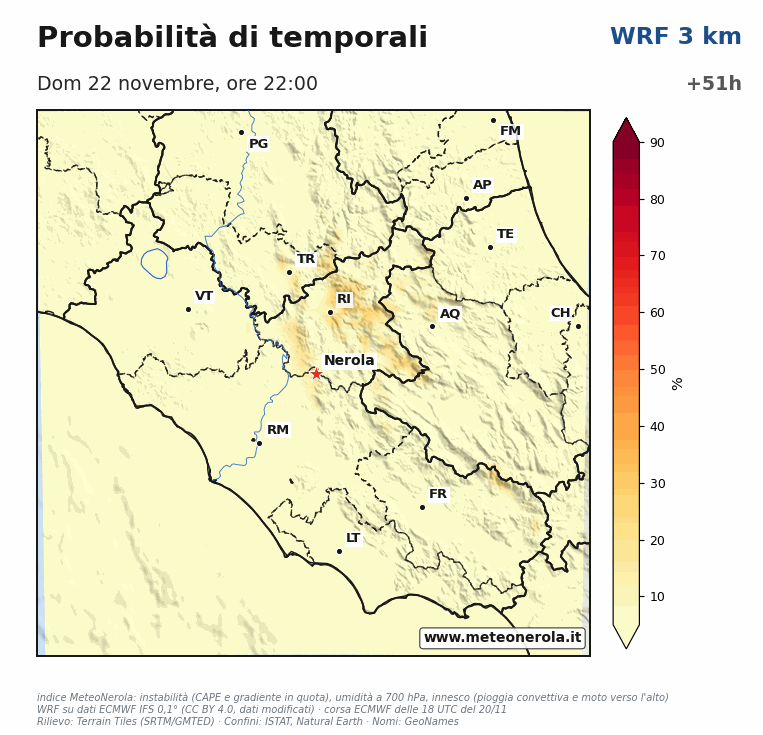 Probabilità di temporali
WRF 3 km
Dom 22 novembre, ore 22:00
+51h
FM
PG
AP
TE
TR
VT
RI
AQ
CH
Nerola
RM
FR
LT
www.meteonerola.it
90
80
70
60
50
40
30
20
10
%
indice MeteoNerola: instabilità (CAPE e gradiente in quota), umidità a 700 hPa, innesco (pioggia convettiva e moto verso l'alto)
WRF su dati ECMWF IFS 0,1° (CC BY 4.0, dati modificati) · corsa ECMWF delle 18 UTC del 20/11
Rilievo: Terrain Tiles (SRTM/GMTED) · Confini: ISTAT, Natural Earth · Nomi: GeoNames